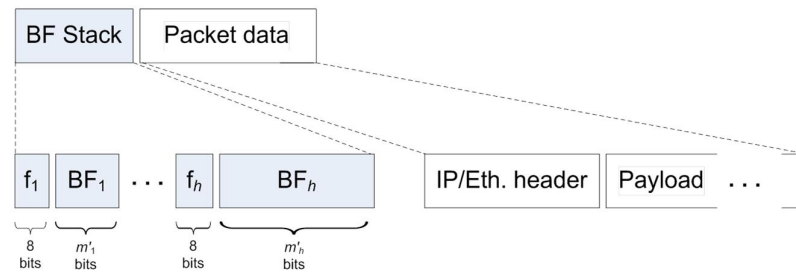 BF Stack Packet data
f1 BF1 ... fh BFh IP/Eth. header Payload ...
8 m'1 8 m'h
bits bits bits bits